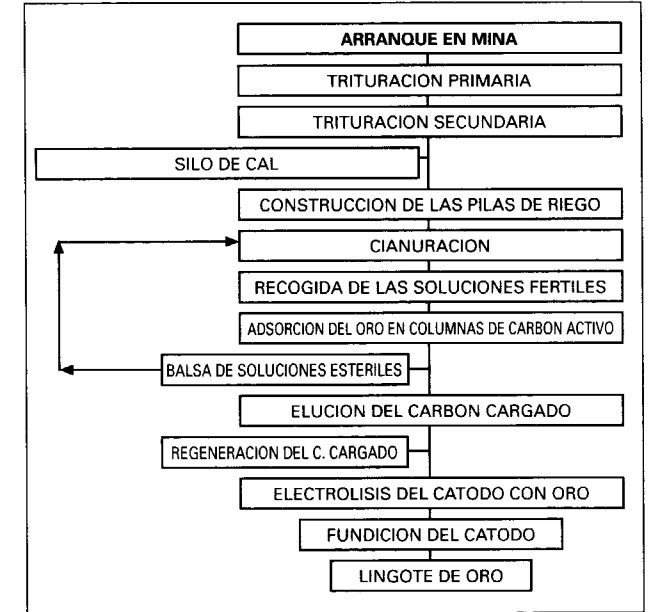 ARRANQUE EN MINA
TRITURACION PRIMARIA
TRITURACION SECUNDARIA
SILO DE CAL
CONSTRUCCION DE LAS PILAS DE RIEGO
CIANURACION
RECOGIDA DE LAS SOLUCIONES FERTILES
ADSORCION DEL ORO EN COLUMNAS DE CARBON ACTIVO
BALSA DE SOLUCIONES ESTERILES
ELUCION DEL CARBON CARGADO
REGENERACION DEL C. CARGADO
ELECTROLISIS DEL CATODO CON ORO
FUNDICION DEL CATODO
LINGOTE DE ORO